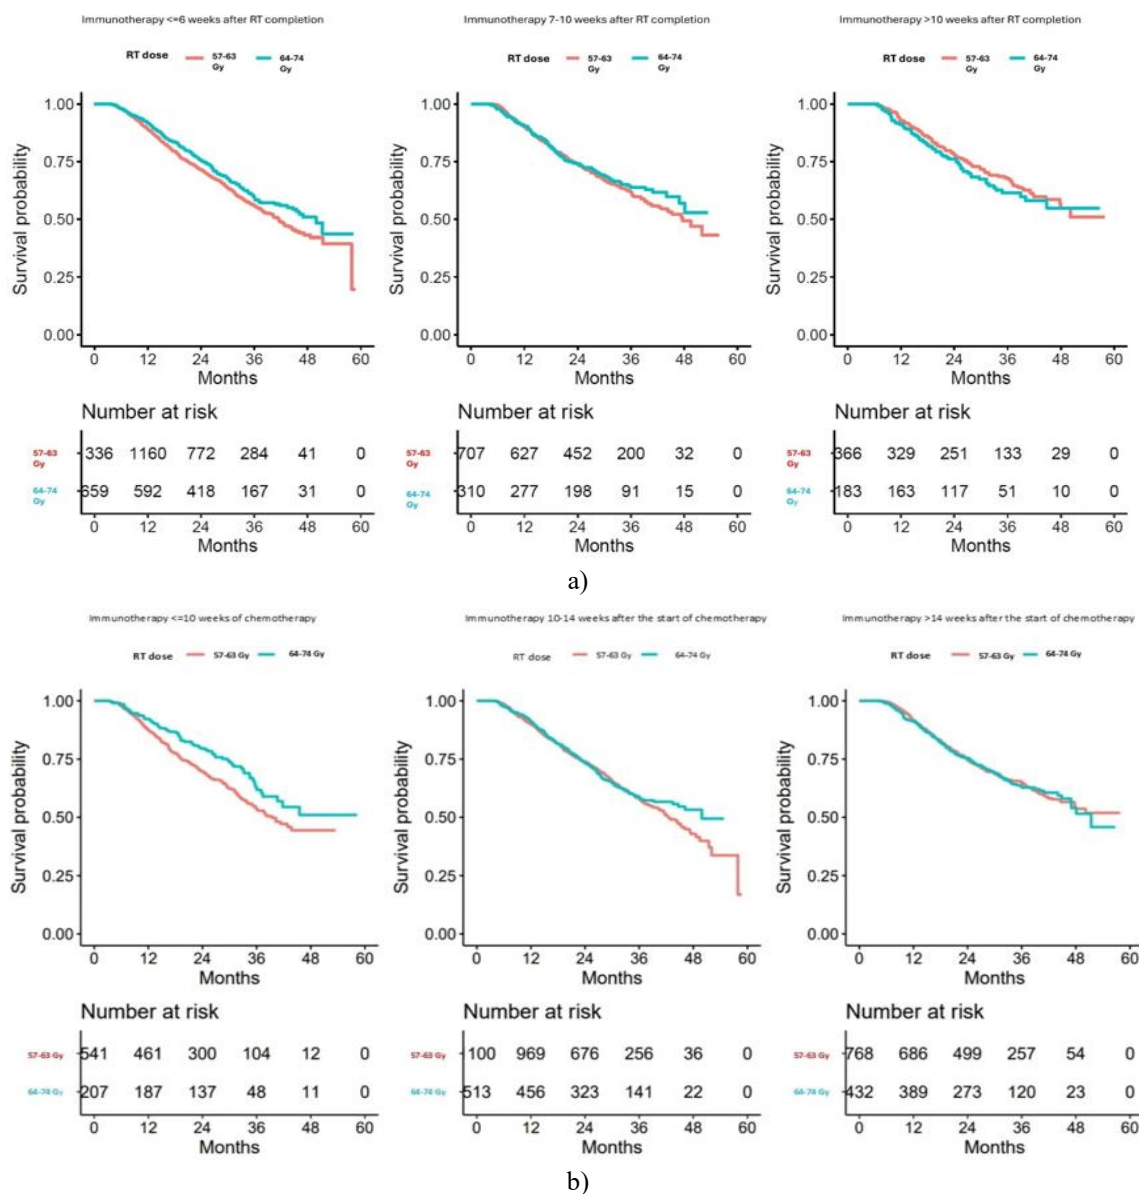 Immunotherapy <=6 weeks after RT completion
RT dose 57-63 Gy 64-74 Gy
Survival probability
1.00
0.75
0.50
0.25
0.00
0 12 24 36 48 60
Months
Number at risk
57-63 Gy 336 1160 772 284 41 0
64-74 Gy 659 592 418 167 31 0
0 12 24 36 48 60
Months
Immunotherapy 7-10 weeks after RT completion
RT dose 57-63 Gy 64-74 Gy
Survival probability
1.00
0.75
0.50
0.25
0.00
0 12 24 36 48 60
Months
Number at risk
57-63 Gy 707 627 452 200 32 0
64-74 Gy 310 277 198 91 15 0
0 12 24 36 48 60
Months
Immunotherapy >10 weeks after RT completion
RT dose 57-63 Gy 64-74 Gy
Survival probability
1.00
0.75
0.50
0.25
0.00
0 12 24 36 48 60
Months
Number at risk
57-63 Gy 366 329 251 133 29 0
64-74 Gy 183 163 117 51 10 0
0 12 24 36 48 60
Months
a)
Immunotherapy <=10 weeks of chemotherapy
RT dose 57-63 Gy 64-74 Gy
Survival probability
1.00
0.75
0.50
0.25
0.00
0 12 24 36 48 60
Months
Number at risk
57-63 Gy 541 461 300 104 12 0
64-74 Gy 207 187 137 48 11 0
0 12 24 36 48 60
Months
Immunotherapy 10-14 weeks after the start of chemotherapy
RT dose 57-63 Gy 64-74 Gy
Survival probability
1.00
0.75
0.50
0.25
0.00
0 12 24 36 48 60
Months
Number at risk
57-63 Gy 100 969 676 256 36 0
64-74 Gy 513 456 323 141 22 0
0 12 24 36 48 60
Months
Immunotherapy >14 weeks after the start of chemotherapy
RT dose 57-63 Gy 64-74 Gy
Survival probability
1.00
0.75
0.50
0.25
0.00
0 12 24 36 48 60
Months
Number at risk
57-63 Gy 768 686 499 257 54 0
64-74 Gy 432 389 273 120 23 0
0 12 24 36 48 60
Months
b)